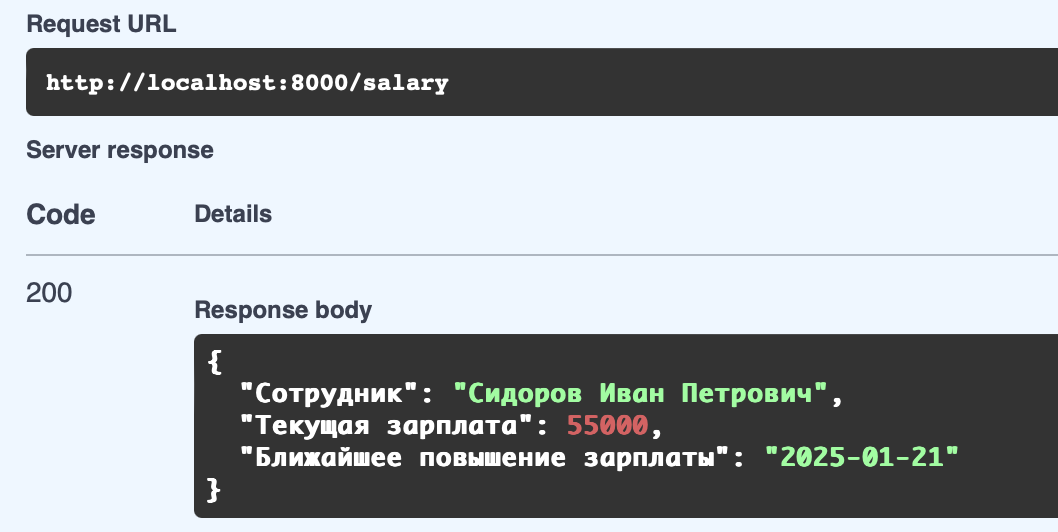 Request URL
http://localhost:8000/salary
Server response
Code Details
200
Response body
{
"Сотрудник": "Сидоров Иван Петрович",
"Текущая зарплата": 55000,
"Ближайшее повышение зарплаты": "2025-01-21"
}